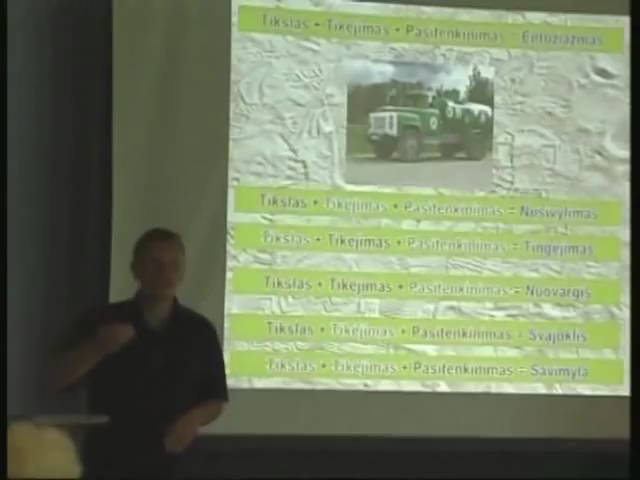 Tikslas + Tikėjimas + Pasitenkinimas = Entuziazmas
Tikslas + Tikėjimas + Pasitenkinimas = Nusivylimas
Tikslas + Tikėjimas + Pasitenkinimas = Tingėjimas
Tikslas + Tikėjimas + Pasitenkinimas = Nuovargis
Tikslas + Tikėjimas + Pasitenkinimas = Svajoklis
Tikslas + Tikėjimas + Pasitenkinimas = Savimyla